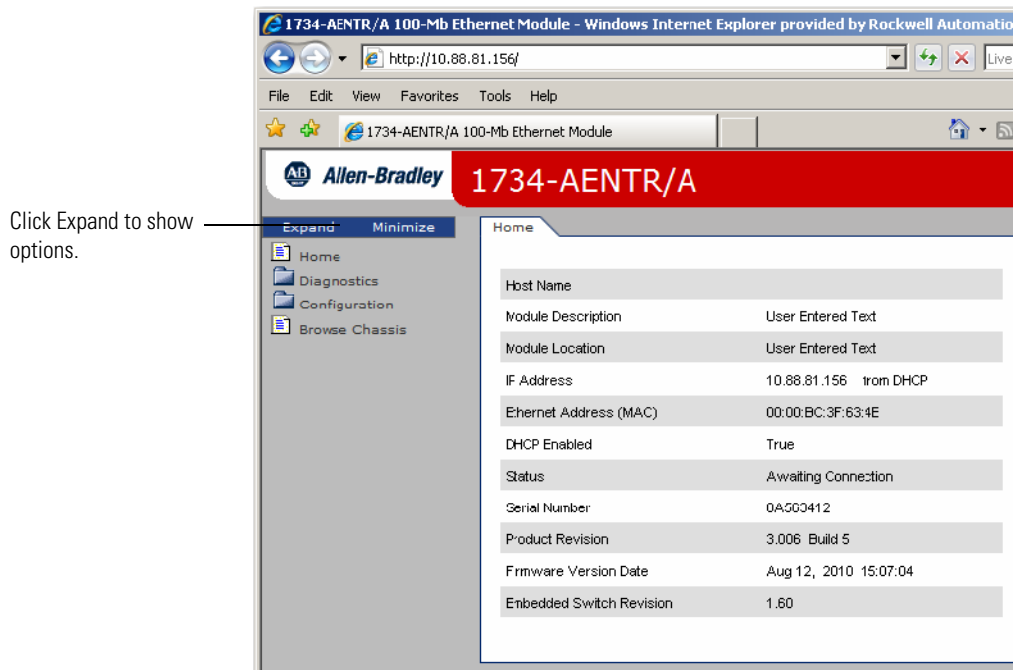 1734-AENTR/A 100-Mb Ethernet Module - Windows Internet Explorer provided by Rockwell Automatio
http://10.88.81.156/
Live
File Edit View Favorites Tools Help
1734-AENTR/A 100-Mb Ethernet Module
AB Allen-Bradley
1734-AENTR/A
Click Expand to show
options.
Expand Minimize
Home
Diagnostics
Configuration
Browse Chassis
Home
Host Name
Module Description User Entered Text
Module Location User Entered Text
IP Address 10.88.81.156 from DHCP
Ethernet Address (MAC) 00:00:BC:3F:63:4E
DHCP Enabled True
Status Awaiting Connection
Serial Number
Product Revision 3.006 Build 5
Firmware Version Date Aug 12, 2010 15:07:04
Embedded Switch Revision 1.60